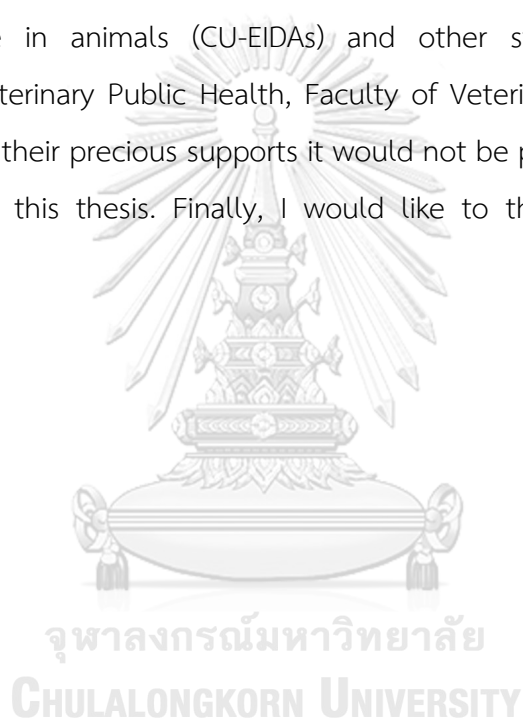 e in animals (CU-EIDAs) and other s
terinary Public Health, Faculty of Veteri
their precious supports it would not be p
this thesis. Finally, I would like to th
จุฬาลงกรณ์มหาวิทยาลัย
CHULALONGKORN UNIVERSITY